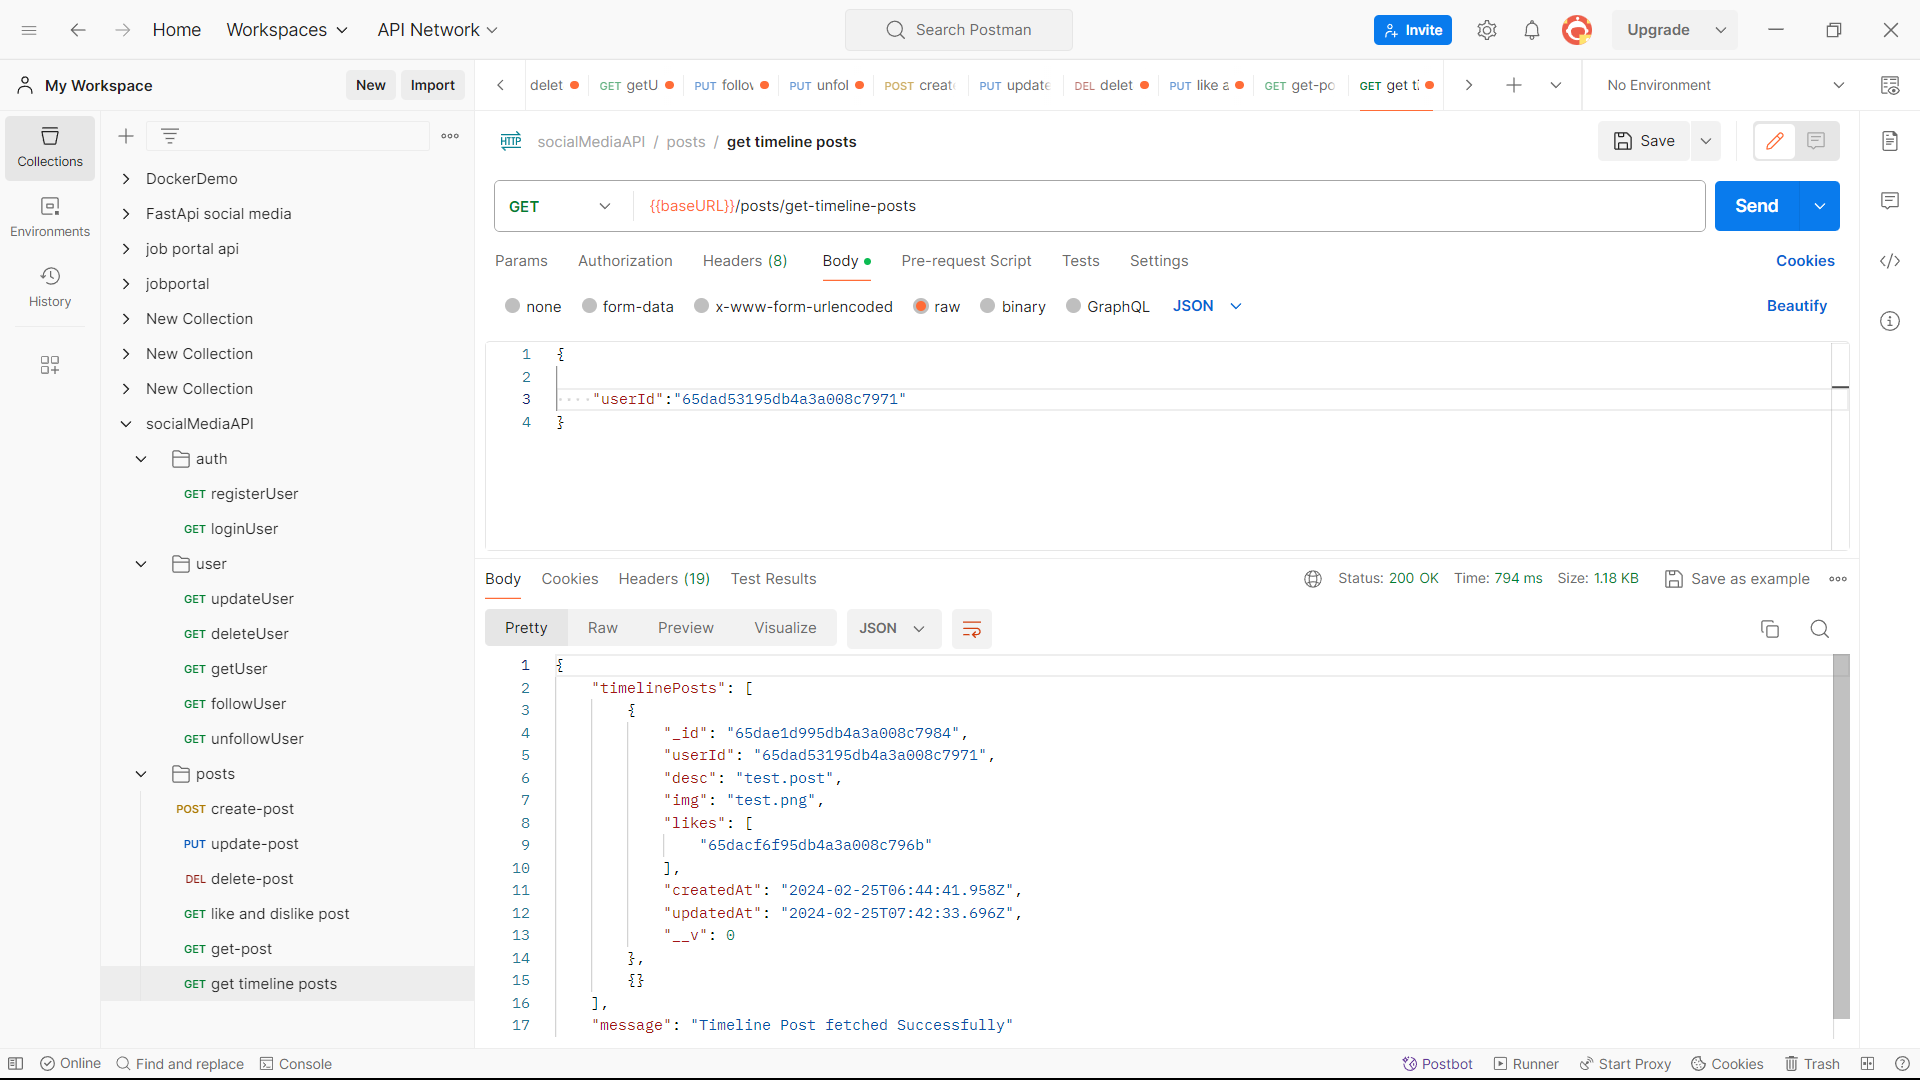 Home Workspaces API Network Search Postman Invite Upgrade
My Workspace New Import
delet GET getU PUT follov PUT unfol POST creat PUT update DEL delet PUT like a GET get-po GET get ti No Environment
Collections
Environments
History
DockerDemo
FastApi social media
job portal api
jobportal
New Collection
New Collection
New Collection
socialMediaAPI
auth
GET registerUser
GET loginUser
user
GET updateUser
GET deleteUser
GET getUser
GET followUser
GET unfollowUser
posts
POST create-post
PUT update-post
DEL delete-post
GET like and dislike post
GET get-post
GET get timeline posts
HTTP socialMediaAPI / posts / get timeline posts Save
GET {{baseURL}}/posts/get-timeline-posts Send
Params Authorization Headers (8) Body Pre-request Script Tests Settings Cookies
none form-data x-www-form-urlencoded raw binary GraphQL JSON Beautify
1 {
2
3 "userId":"65dad53195db4a3a008c7971"
4 }
Body Cookies Headers (19) Test Results Status: 200 OK Time: 794 ms Size: 1.18 KB Save as example
Pretty Raw Preview Visualize JSON
1 {
2 "timelinePosts": [
3 {
4 "_id": "65dae1d995db4a3a008c7984",
5 "userId": "65dad53195db4a3a008c7971",
6 "desc": "test.post",
7 "img": "test.png",
8 "likes": [
9 "65dacf6f95db4a3a008c796b"
10 ],
11 "createdAt": "2024-02-25T06:44:41.958Z",
12 "updatedAt": "2024-02-25T07:42:33.696Z",
13 "__v": 0
14 },
15 {}
16 ],
17 "message": "Timeline Post fetched Successfully"
Online Find and replace Console Postbot Runner Start Proxy Cookies Trash